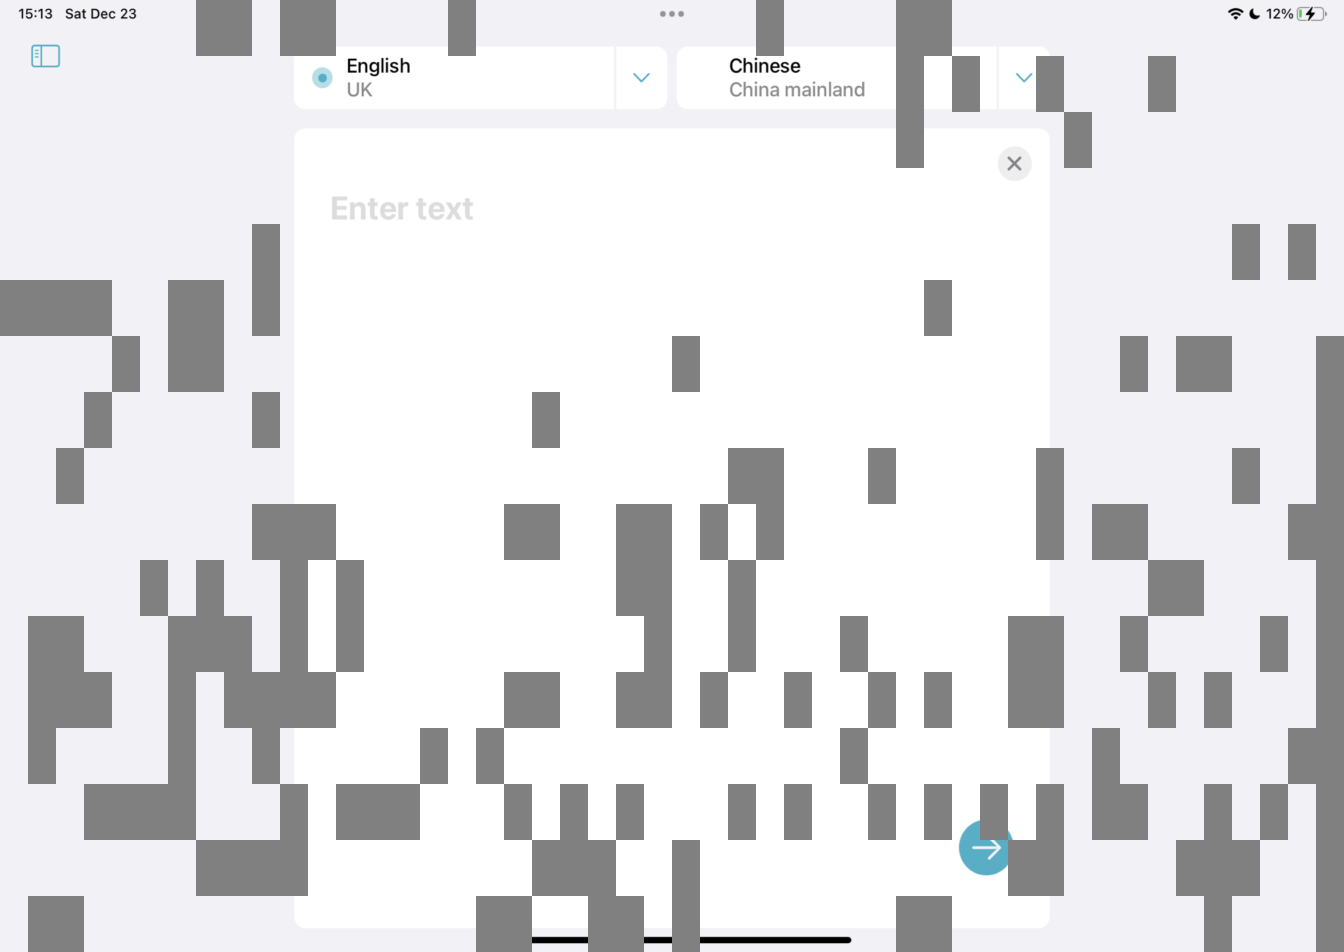 15:13 Sat Dec 23
12%
English
UK
Chinese
China mainland
Enter text